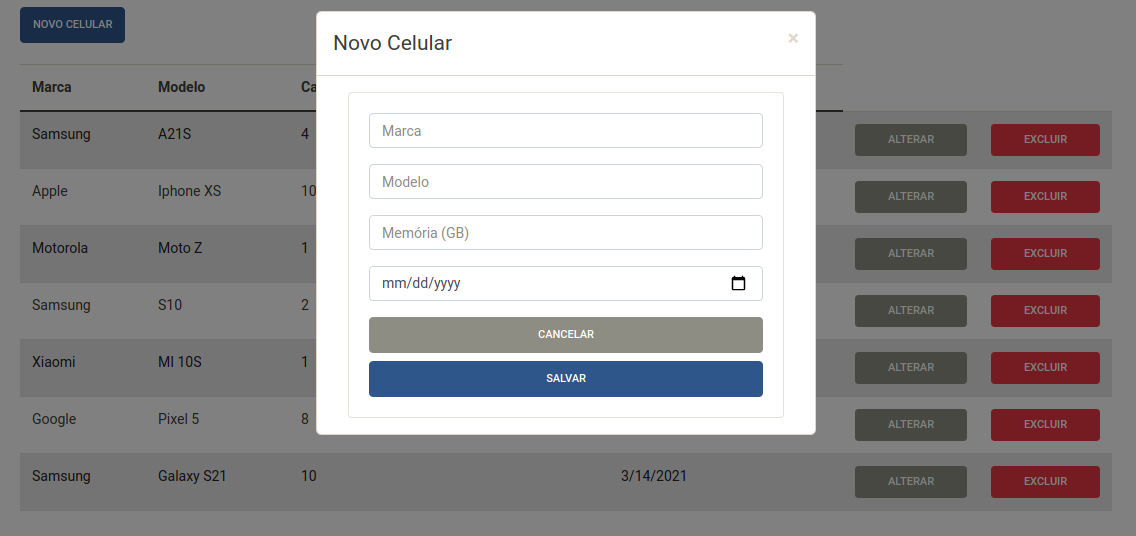 NOVO CELULAR
Novo Celular
×
Marca Modelo Ca
Marca
Modelo
Memória (GB)
mm/dd/yyyy
CANCELAR
SALVAR
Samsung A21S 4 ALTERAR EXCLUIR
Apple Iphone XS 10 ALTERAR EXCLUIR
Motorola Moto Z 1 ALTERAR EXCLUIR
Samsung S10 2 ALTERAR EXCLUIR
Xiaomi MI 10S 1 ALTERAR EXCLUIR
Google Pixel 5 8 ALTERAR EXCLUIR
Samsung Galaxy S21 10 3/14/2021 ALTERAR EXCLUIR